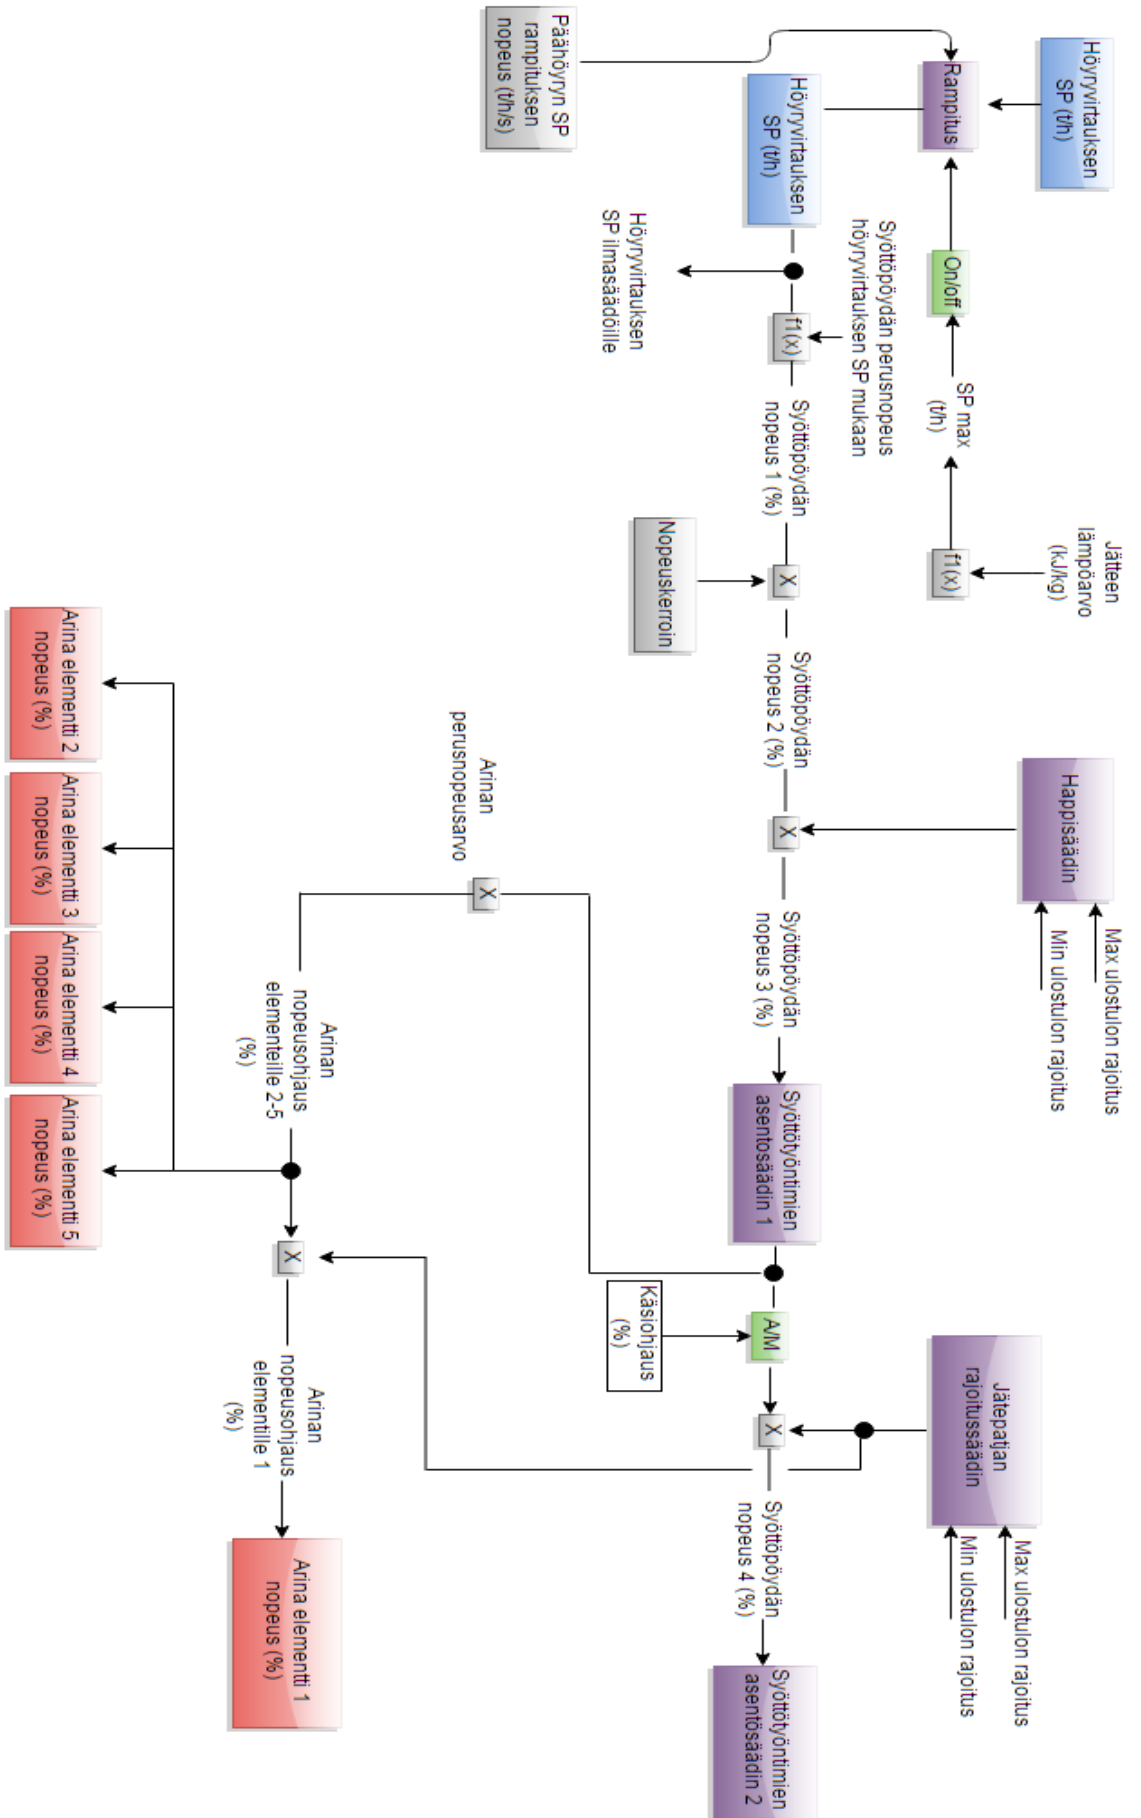 Höyryvirtauksen
SP (t/h)
Rampitus
Päähöyryn SP
rampituksen
nopeus (t/h/s)
On/off
SP max
(t/h)
f1(x)
Jätteen
lämpöarvo
(kJ/kg)
Höyryvirtauksen
SP (t/h)
Höyryvirtauksen
SP ilmasäädöille
Syöttöpöydän perusnopeus
höyryvirtauksen SP mukaan
f1(x)
Syöttöpöydän
nopeus 1 (%)
X
Nopeuskerroin
Syöttöpöydän
nopeus 2 (%)
X
Happisäädin
Max ulostulon rajoitus
Min ulostulon rajoitus
Syöttöpöydän
nopeus 3 (%)
Syöttötyöntimien
asentosäädin 1
A/M
Käsiohjaus
(%)
X
Jätepatjan
rajoitussäädin
Max ulostulon rajoitus
Min ulostulon rajoitus
Syöttöpöydän
nopeus 4 (%)
Syöttötyöntimien
asentösäädin 2
Arinan
perusnopeusarvo
X
Arinan
nopeusohjaus
elementeille 2-5
(%)
X
Arinan
nopeusohjaus
elementille 1
(%)
Arina elementti 1
nopeus (%)
Arina elementti 2
nopeus (%)
Arina elementti 3
nopeus (%)
Arina elementti 4
nopeus (%)
Arina elementti 5
nopeus (%)